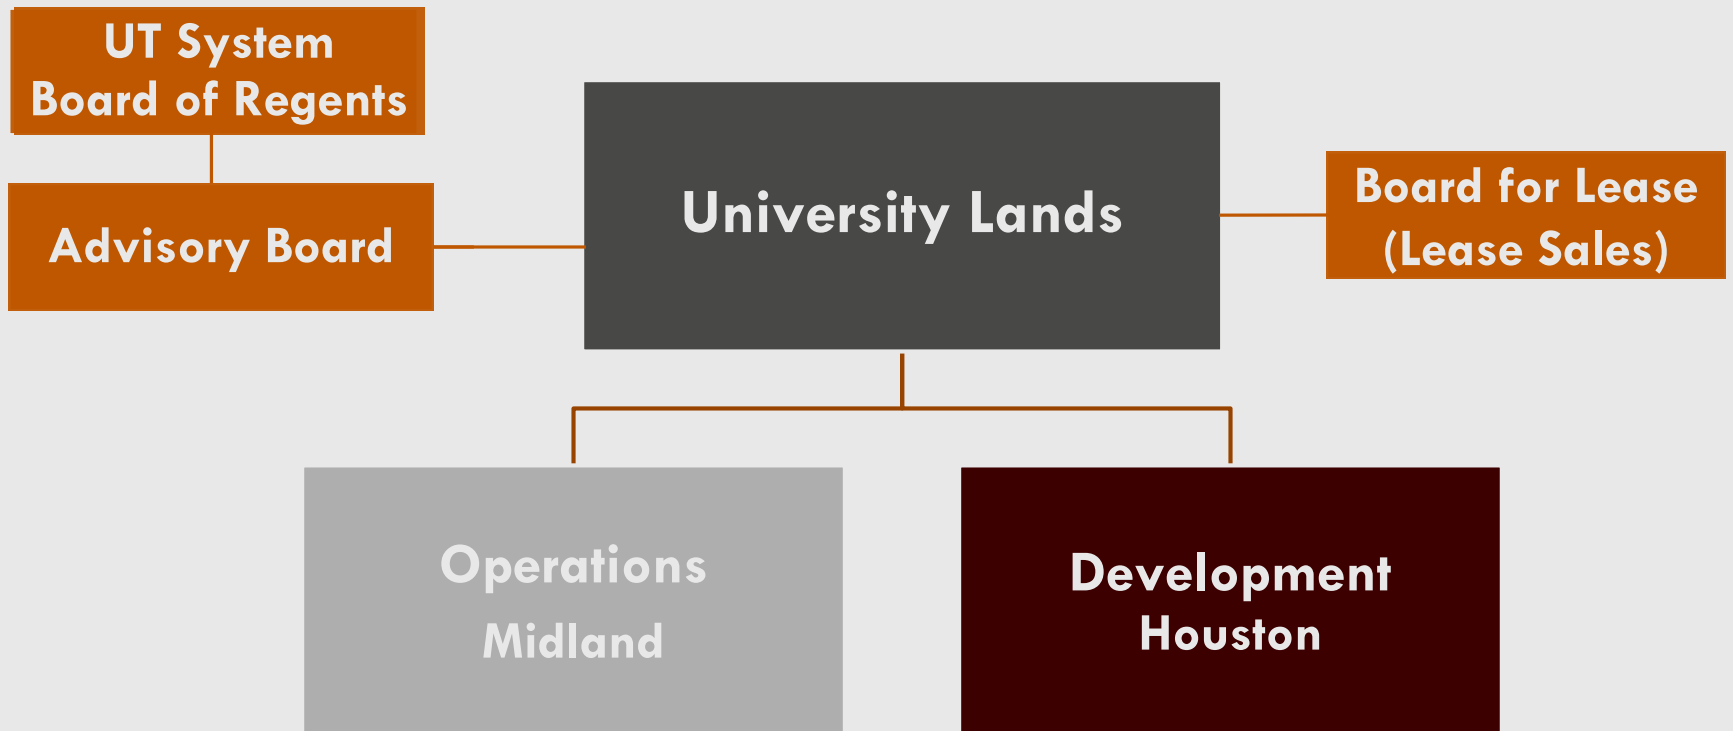 UT System
Board of Regents
Advisory Board
University Lands
Board for Lease
(Lease Sales)
Operations
Midland
Development
Houston